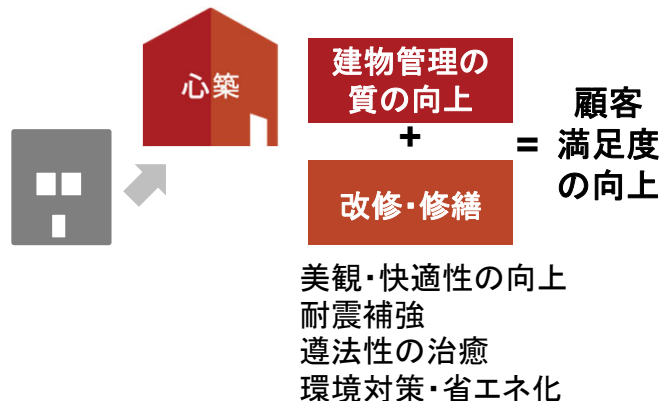 心築
建物管理の
質の向上
+
改修・修繕
= 顧客
満足度
の向上
美観・快適性の向上
耐震補強
遵法性の治癒
環境対策・省エネ化